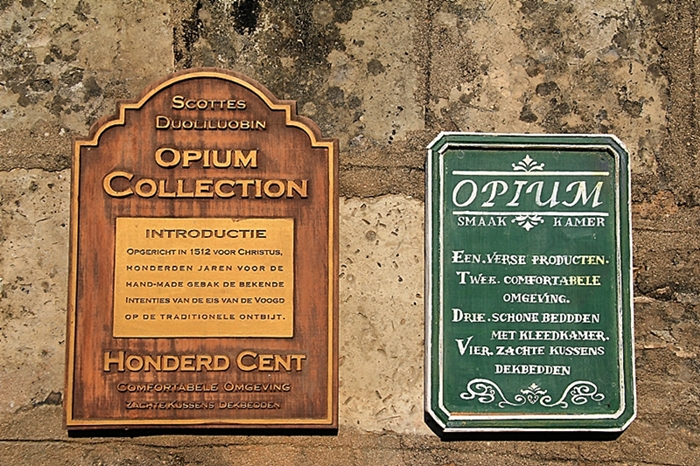 Scottes
Duoliluobin
Opium
Collection
INTRODUCTIE
Opgericht in 1512 voor Christus,
honderden jaren voor de
hand-made gebak de bekende
Intenties van de eis van de Voogd
op de traditionele ontbijt.
Honderd Cent
Comfortabele Omgeving
Zachte Kussens Dekbedden
OPIUM
SMAAK KAMER
Een.verse producten.
Twee.comfortabele
omgeving.
Drie.schone beddden
met kleedkamer.
Vier.zachte kussens
dekbedden